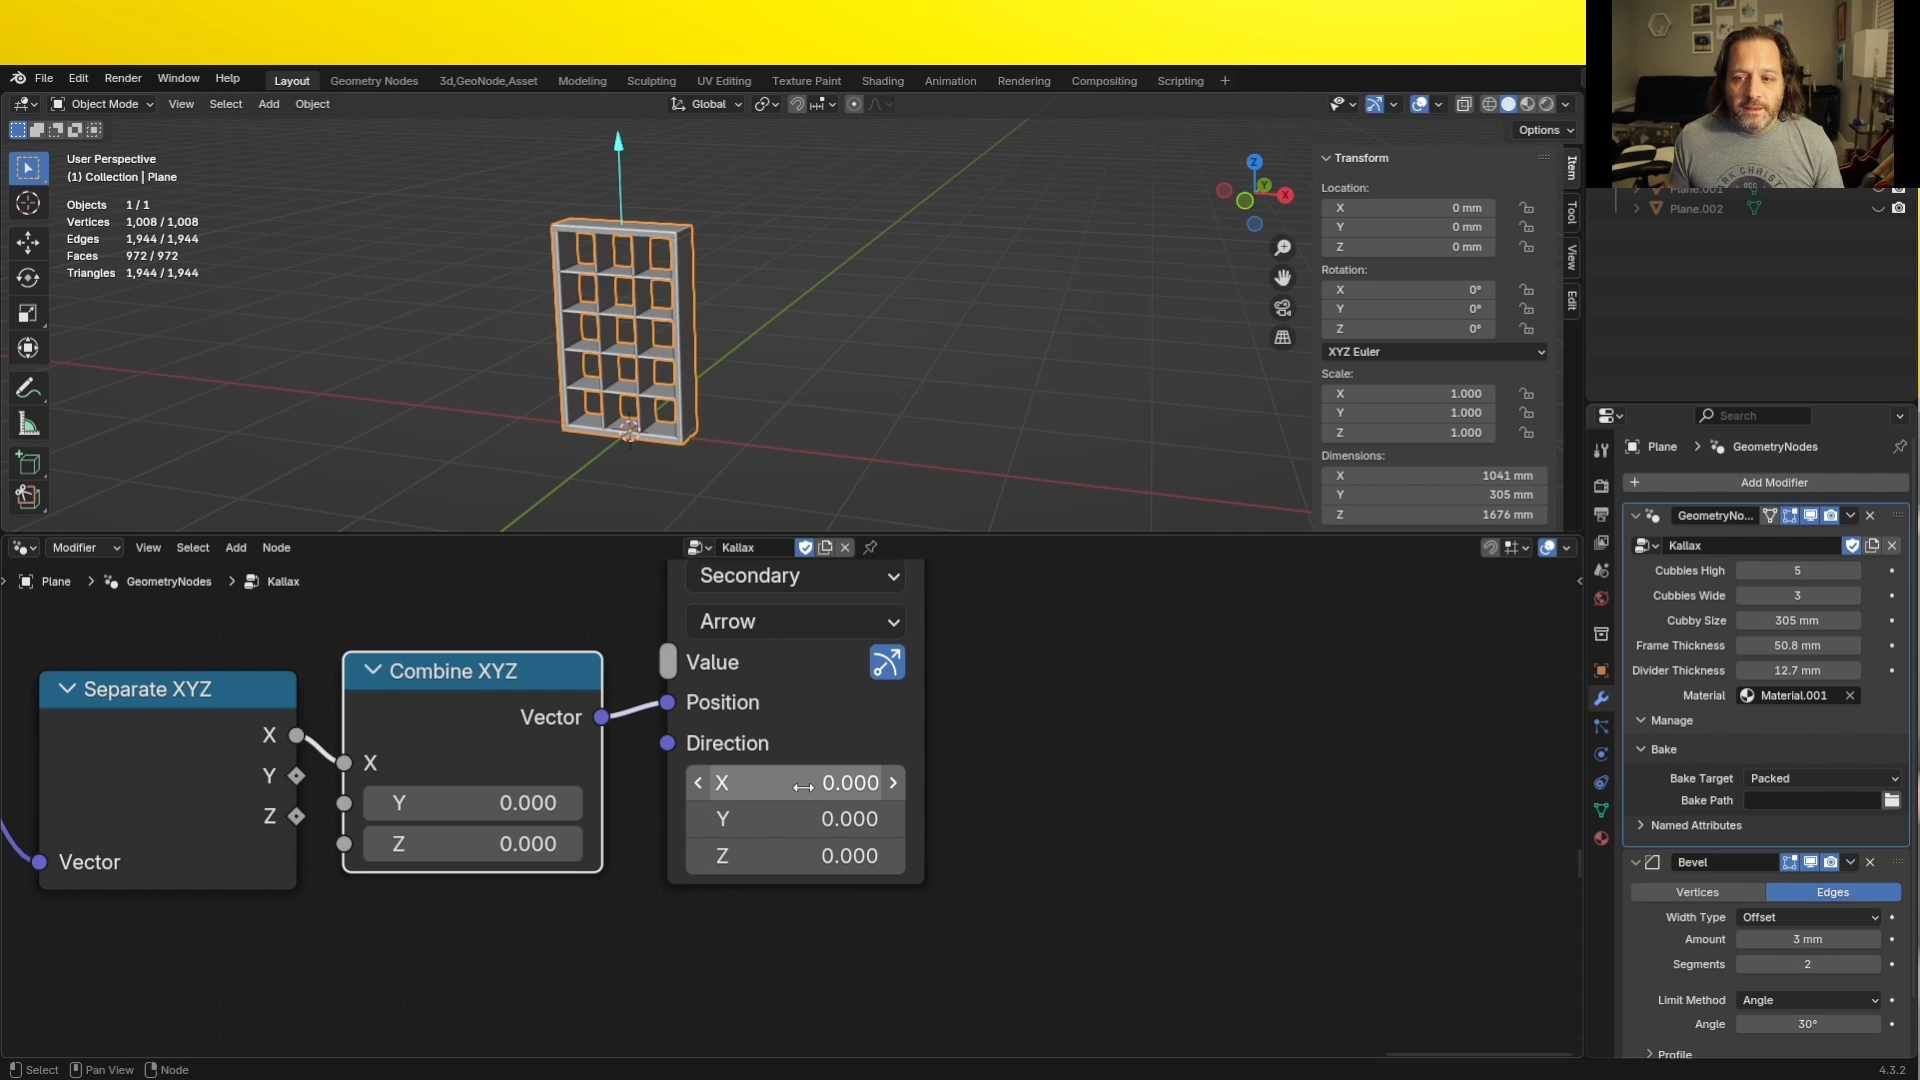 File Edit Render Window Help Layout Geometry Nodes 3d,GeoNode,Asset Modeling Sculpting UV Editing Texture Paint Shading Animation Rendering Compositing Scripting +
Object Mode View Select Add Object Global
Options
User Perspective
(1) Collection | Plane
Objects 1 / 1
Vertices 1,008 / 1,008
Edges 1,944 / 1,944
Faces 972 / 972
Triangles 1,944 / 1,944
Z
Y
X
Transform
Location:
X 0 mm
Y 0 mm
Z 0 mm
Rotation:
X 0°
Y 0°
Z 0°
XYZ Euler
Scale:
X 1.000
Y 1.000
Z 1.000
Dimensions:
X 1041 mm
Y 305 mm
Z 1676 mm
Item
Tool
View
Edit
Plane.001
Plane.002
Search
Plane > GeometryNodes
+ Add Modifier
GeometryNo...
Kallax
Cubbies High 5
Cubbies Wide 3
Cubby Size 305 mm
Frame Thickness 50.8 mm
Divider Thickness 12.7 mm
Material Material.001
Manage
Bake
Bake Target Packed
Bake Path
Named Attributes
Bevel
Vertices Edges
Width Type Offset
Amount 3 mm
Segments 2
Limit Method Angle
Angle 30°
Profile
Modifier View Select Add Node Kallax
Plane > GeometryNodes > Kallax
Separate XYZ
X
Y
Z
Vector
Combine XYZ
Vector
X
Y 0.000
Z 0.000
Secondary
Arrow
Value
Position
Direction
X 0.000
Y 0.000
Z 0.000
Select Pan View Node
4.3.2